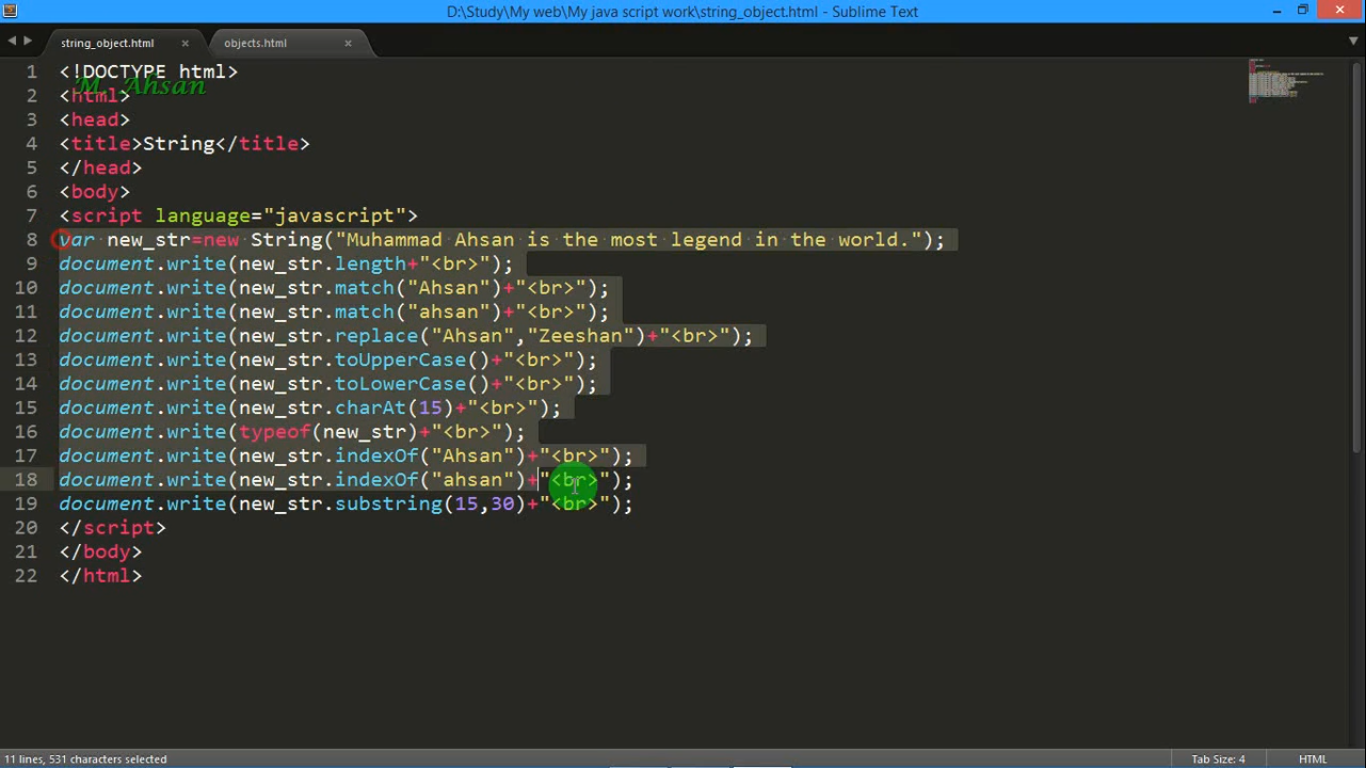 D:\Study\My web\My java script work\string_object.html - Sublime Text
string_object.html × objects.html ×
1 <!DOCTYPE html>
M. Ahsan
2 <html>
3 <head>
4 <title>String</title>
5 </head>
6 <body>
7 <script language="javascript">
8 var new_str=new String("Muhammad Ahsan is the most legend in the world.");
9 document.write(new_str.length+"<br>");
10 document.write(new_str.match("Ahsan")+"<br>");
11 document.write(new_str.match("ahsan")+"<br>");
12 document.write(new_str.replace("Ahsan","Zeeshan")+"<br>");
13 document.write(new_str.toUpperCase()+"<br>");
14 document.write(new_str.toLowerCase()+"<br>");
15 document.write(new_str.charAt(15)+"<br>");
16 document.write(typeof(new_str)+"<br>");
17 document.write(new_str.indexOf("Ahsan")+"<br>");
18 document.write(new_str.indexOf("ahsan")+"<br>");
19 document.write(new_str.substring(15,30)+"<br>");
20 </script>
21 </body>
22 </html>
11 lines, 531 characters selected
Tab Size: 4 HTML